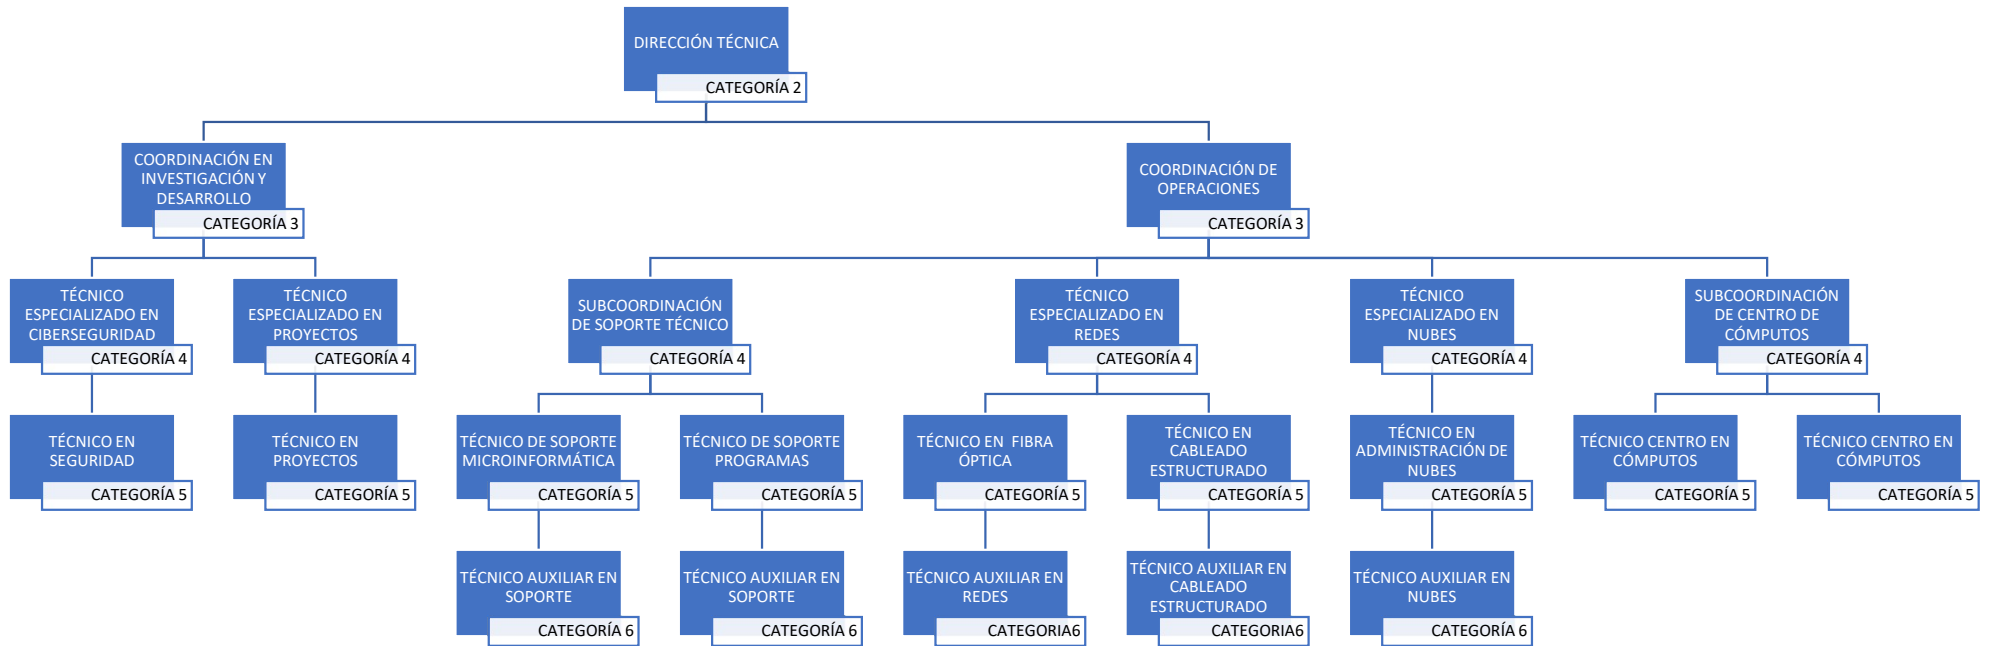 DIRECCIÓN TÉCNICA
CATEGORÍA 2
COORDINACIÓN EN
INVESTIGACIÓN Y
DESARROLLO
CATEGORÍA 3
COORDINACIÓN DE
OPERACIONES
CATEGORÍA 3
TÉCNICO
ESPECIALIZADO EN
CIBERSEGURIDAD
CATEGORÍA 4
TÉCNICO
ESPECIALIZADO EN
PROYECTOS
CATEGORÍA 4
SUBCOORDINACIÓN
DE SOPORTE TÉCNICO
CATEGORÍA 4
TÉCNICO
ESPECIALIZADO EN
REDES
CATEGORÍA 4
TÉCNICO
ESPECIALIZADO EN
NUBES
CATEGORÍA 4
SUBCOORDINACIÓN
DE CENTRO DE
CÓMPUTOS
CATEGORÍA 4
TÉCNICO EN
SEGURIDAD
CATEGORÍA 5
TÉCNICO EN
PROYECTOS
CATEGORÍA 5
TÉCNICO DE SOPORTE
MICROINFORMÁTICA
CATEGORÍA 5
TÉCNICO DE SOPORTE
PROGRAMAS
CATEGORÍA 5
TÉCNICO EN FIBRA
ÓPTICA
CATEGORÍA 5
TÉCNICO EN
CABLEADO
ESTRUCTURADO
CATEGORÍA 5
TÉCNICO EN
ADMINISTRACIÓN DE
NUBES
CATEGORÍA 5
TÉCNICO CENTRO EN
CÓMPUTOS
CATEGORÍA 5
TÉCNICO CENTRO EN
CÓMPUTOS
CATEGORÍA 5
TÉCNICO AUXILIAR EN
SOPORTE
CATEGORÍA 6
TÉCNICO AUXILIAR EN
SOPORTE
CATEGORÍA 6
TÉCNICO AUXILIAR EN
REDES
CATEGORIA6
TÉCNICO AUXILIAR EN
CABLEADO
ESTRUCTURADO
CATEGORIA6
TÉCNICO AUXILIAR EN
NUBES
CATEGORÍA 6